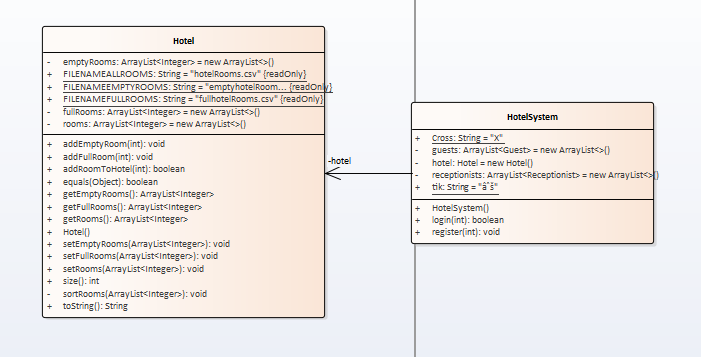 Hotel
- emptyRooms: ArrayList<Integer> = new ArrayList<>()
+ FILENAMEALLROOMS: String = "hotelRooms.csv" {readOnly}
+ FILENAMEEMPTYROOMS: String = "emptyhotelRoom... {readOnly}
+ FILENAMEFULLROOMS: String = "fullhotelRooms.csv" {readOnly}
- fullRooms: ArrayList<Integer> = new ArrayList<>()
- rooms: ArrayList<Integer> = new ArrayList<>()
+ addEmptyRoom(int): void
+ addFullRoom(int): void
+ addRoomToHotel(int): boolean
+ equals(Object): boolean
+ getEmptyRooms(): ArrayList<Integer>
+ getFullRooms(): ArrayList<Integer>
+ getRooms(): ArrayList<Integer>
+ Hotel()
+ setEmptyRooms(ArrayList<Integer>): void
+ setFullRooms(ArrayList<Integer>): void
+ setRooms(ArrayList<Integer>): void
+ size(): int
- sortRooms(ArrayList<Integer>): void
+ toString(): String
-hotel
HotelSystem
+ Cross: String = "X"
- guests: ArrayList<Guest> = new ArrayList<>()
- hotel: Hotel = new Hotel()
- receptionists: ArrayList<Receptionist> = new ArrayList<>()
+ tik: String = "âˆš"
+ HotelSystem()
+ login(int): boolean
+ register(int): void